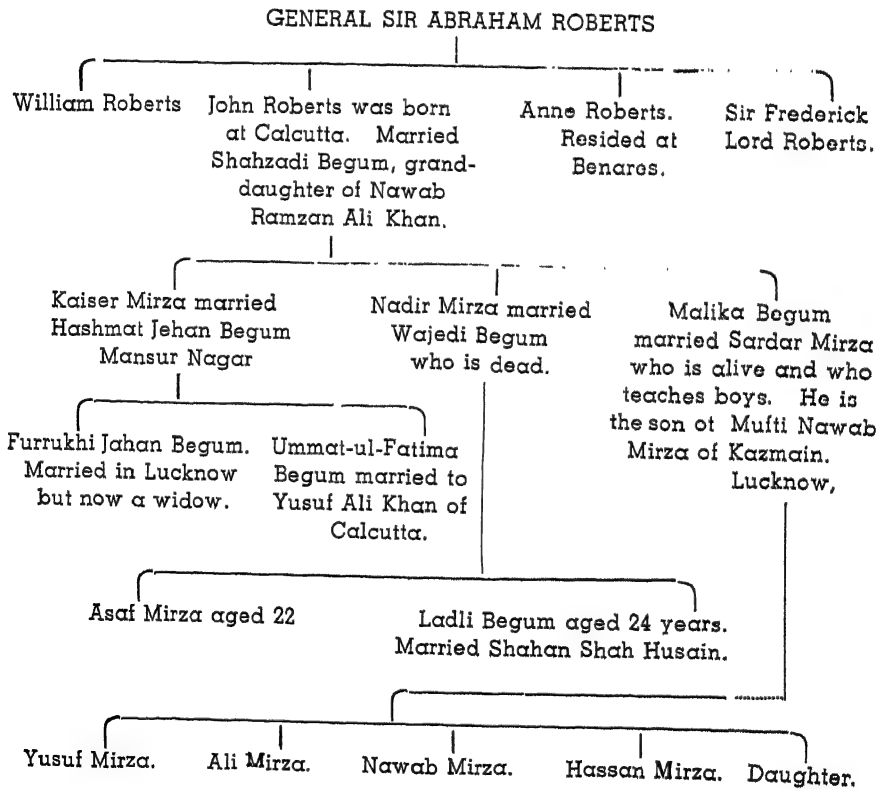 GENERAL SIR ABRAHAM ROBERTS
William Roberts
John Roberts was born
at Calcutta. Married
Shahzadi Begum, grand-
daughter of Nawab
Ramzan Ali Khan.
Anne Roberts.
Resided at
Benares.
Sir Frederick
Lord Roberts.
Kaiser Mirza married
Hashmat Jehan Begum
Mansur Nagar
Nadir Mirza married
Wajedi Begum
who is dead.
Malika Begum
married Sardar Mirza
who is alive and who
teaches boys. He is
the son of Mufti Nawab
Mirza of Kazmain.
Lucknow,
Furrukhi Jahan Begum.
Married in Lucknow
but now a widow.
Ummat-ul-Fatima
Begum married to
Yusuf Ali Khan of
Calcutta.
Asaf Mirza aged 22
Ladli Begum aged 24 years.
Married Shahan Shah Husain.
Yusuf Mirza.
Ali Mirza.
Nawab Mirza.
Hassan Mirza.
Daughter.